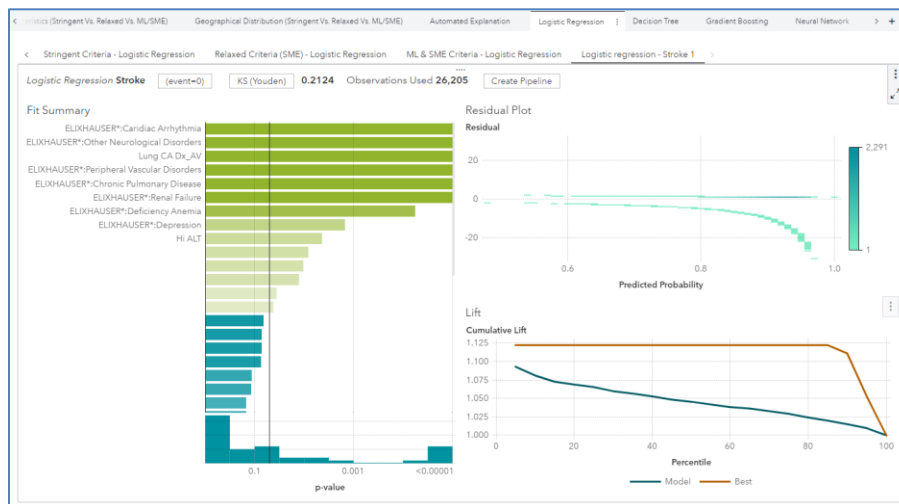 ristics (Stringent Vs. Relaxed Vs. ML/SME)
Geographical Distribution (Stringent Vs. Relaxed Vs. ML/SME)
Automated Explanation
Logistic Regression
Decision Tree
Gradient Boosting
Neural Network
Stringent Criteria - Logistic Regression
Relaxed Criteria (SME) - Logistic Regression
ML & SME Criteria - Logistic Regression
Logistic regression - Stroke 1
Logistic Regression Stroke (event=0) KS (Youden) 0.2124 Observations Used 26,205 Create Pipeline
Fit Summary
ELIXHAUSER*:Caridiac Arrhythmia
ELIXHAUSER*:Other Neurological Disorders
Lung CA Dx_AV
ELIXHAUSER*:Peripheral Vascular Disorders
ELIXHAUSER*:Chronic Pulmonary Disease
ELIXHAUSER*:Renal Failure
ELIXHAUSER*:Deficiency Anemia
ELIXHAUSER*:Depression
Hi ALT
0.1 0.001 <0.00001
p-value
Residual Plot
Residual
20
0
-20
0.6 0.8 1.0
Predicted Probability
2,291
1
Lift
Cumulative Lift
1.125
1.100
1.075
1.050
1.025
1.000
0 20 40 60 80 100
Percentile
Model Best